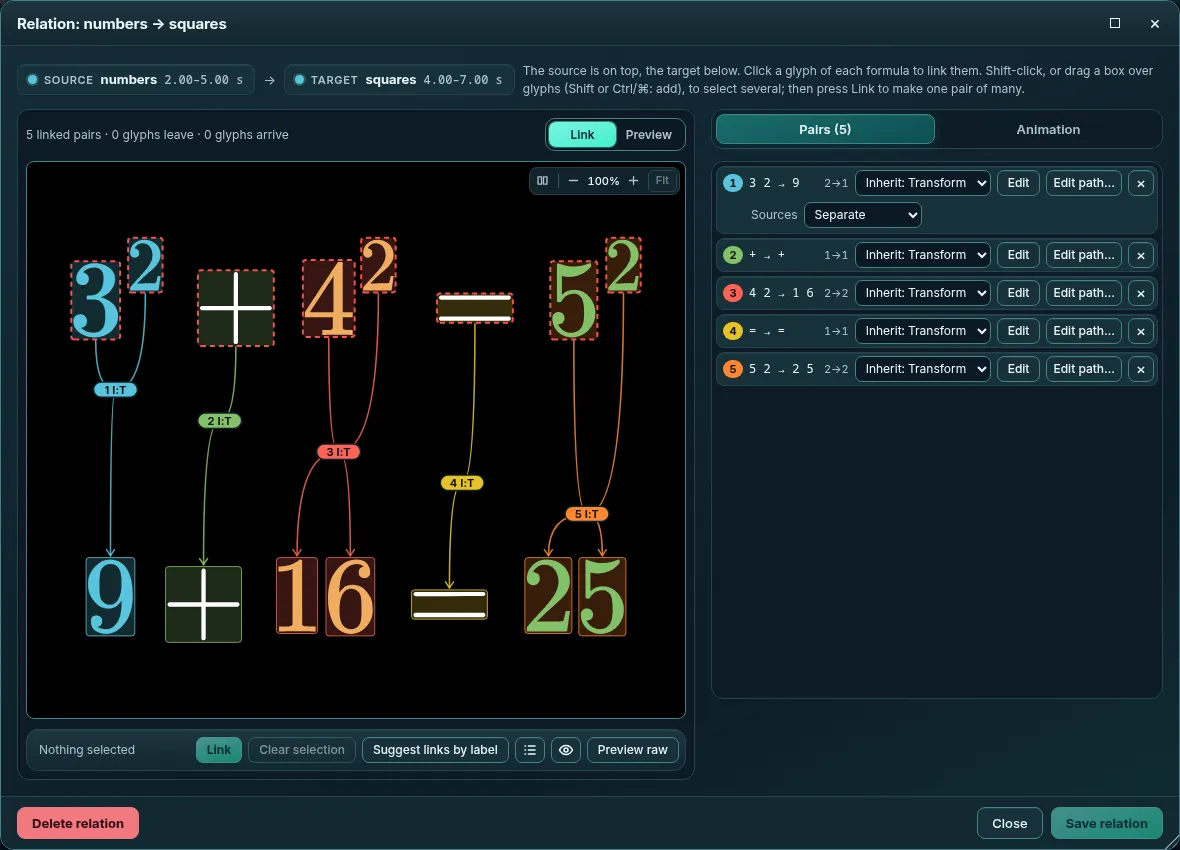 Relation: numbers → squares
SOURCE numbers 2.00–5.00 s → TARGET squares 4.00–7.00 s
The source is on top, the target below. Click a glyph of each formula to link them. Shift-click, or drag a box over
glyphs (Shift or Ctrl/⌘: add), to select several; then press Link to make one pair of many.
5 linked pairs · 0 glyphs leave · 0 glyphs arrive
Link Preview
− 100% + Fit
3² + 4² = 5²
1 I:T
2 I:T
3 I:T
4 I:T
5 I:T
9 + 16 = 25
Nothing selected Link Clear selection Suggest links by label Preview raw
Pairs (5) Animation
1 3 2 → 9 2→1 Inherit: Transform Edit Edit path... ×
Sources Separate
2 + → + 1→1 Inherit: Transform Edit Edit path... ×
3 4 2 → 1 6 2→2 Inherit: Transform Edit Edit path... ×
4 = → = 1→1 Inherit: Transform Edit Edit path... ×
5 5 2 → 2 5 2→2 Inherit: Transform Edit Edit path... ×
Delete relation Close Save relation